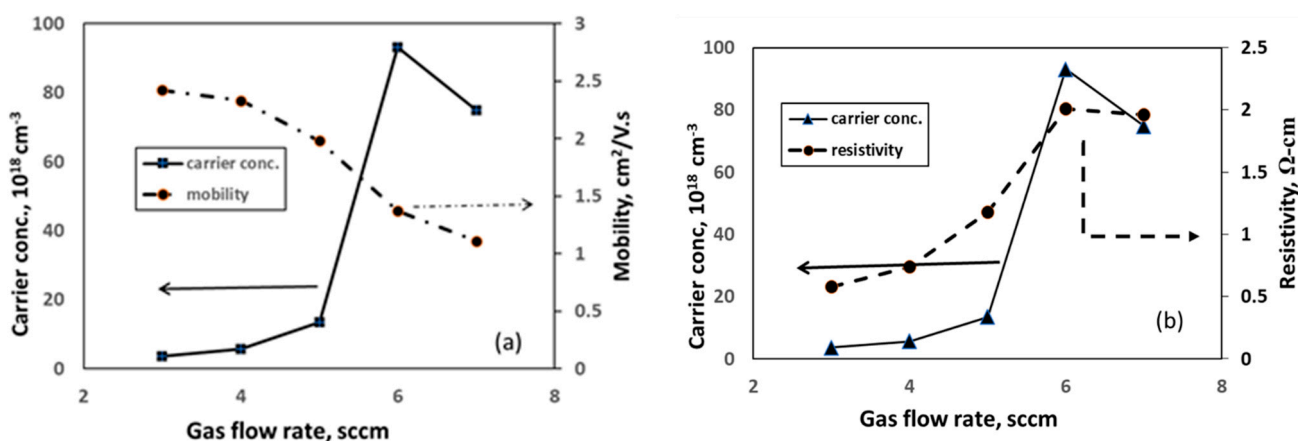 100
80
60
40
20
0
3
2.5
2
1.5
1
0.5
0
2
4
6
8
Carrier conc., 10¹⁸ cm⁻³
Mobility, cm²/V.s
carrier conc.
mobility
(a)
Gas flow rate, sccm
100
80
60
40
20
0
2.5
2
1.5
1
0.5
0
2
4
6
8
Carrier conc, 10¹⁸ cm⁻³
Resistivity, Ω-cm
carrier conc.
resistivity
(b)
Gas flow rate, sccm